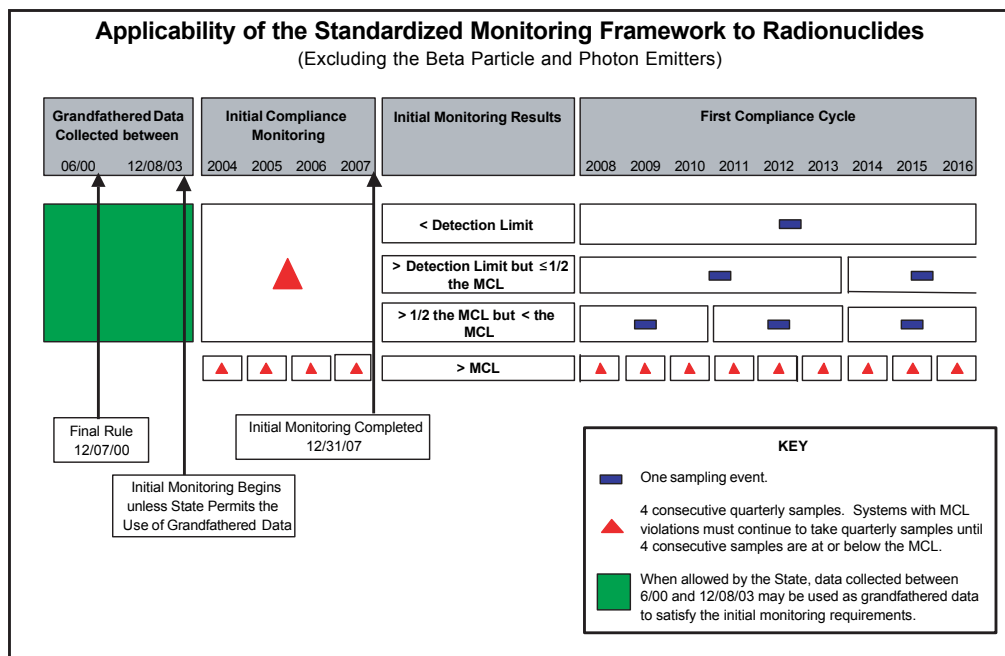 Applicability of the Standardized Monitoring Framework to Radionuclides
(Excluding the Beta Particle and Photon Emitters)
Grandfathered Data
Collected between
06/00 12/08/03
Initial Compliance
Monitoring
2004 2005 2006 2007
Initial Monitoring Results
First Compliance Cycle
2008 2009 2010 2011 2012 2013 2014 2015 2016
< Detection Limit
> Detection Limit but ≤ 1/2
the MCL
> 1/2 the MCL but < the
MCL
> MCL
Final Rule
12/07/00
Initial Monitoring Completed
12/31/07
Initial Monitoring Begins
unless State Permits the
Use of Grandfathered Data
KEY
One sampling event.
4 consecutive quarterly samples. Systems with MCL
violations must continue to take quarterly samples until
4 consecutive samples are at or below the MCL.
When allowed by the State, data collected between
6/00 and 12/08/03 may be used as grandfathered data
to satisfy the initial monitoring requirements.